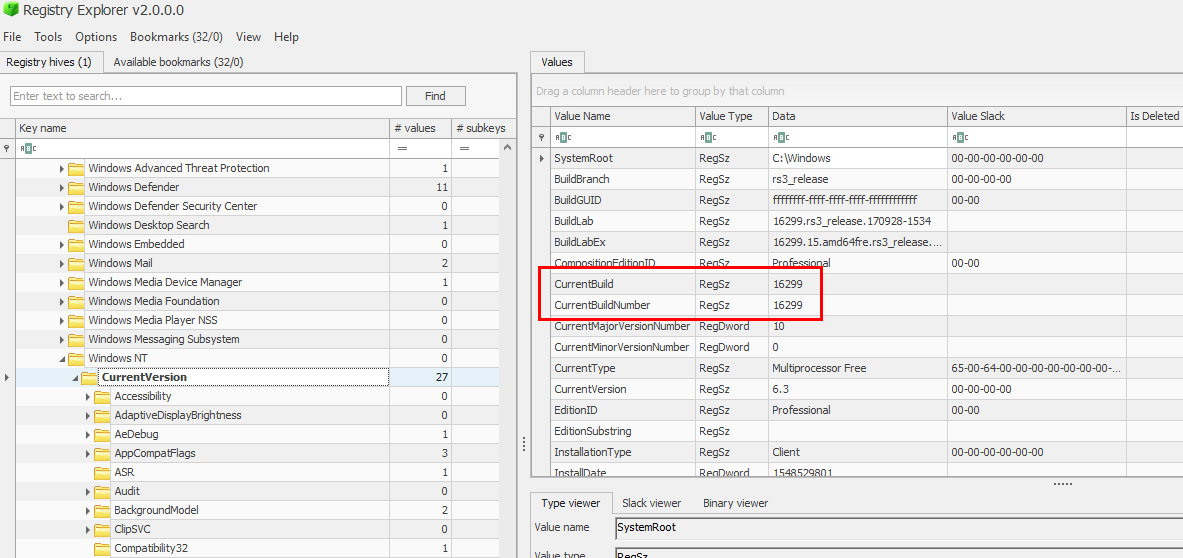 Registry Explorer v2.0.0.0
File Tools Options Bookmarks (32/0) View Help
Registry hives (1) Available bookmarks (32/0)
Enter text to search... Find
Key name # values # subkeys
ABC = =
Windows Advanced Threat Protection 1
Windows Defender 11
Windows Defender Security Center 0
Windows Desktop Search 1
Windows Embedded 0
Windows Mail 2
Windows Media Device Manager 1
Windows Media Foundation 0
Windows Media Player NSS 0
Windows Messaging Subsystem 0
Windows NT 0
CurrentVersion 27
Accessibility 0
AdaptiveDisplayBrightness 0
AeDebug 1
AppCompatFlags 3
ASR 1
Audit 0
BackgroundModel 2
ClipSVC 0
Compatibility32 1
Values
Drag a column header here to group by that column
Value Name Value Type Data Value Slack Is Deleted
ABC ABC ABC ABC
SystemRoot RegSz C:\Windows 00-00-00-00-00-00
BuildBranch RegSz rs3_release 00-00-00-00
BuildGUID RegSz ffffffff-ffff-ffff-ffff-ffffffffffff 00-00
BuildLab RegSz 16299.rs3_release.170928-1534
BuildLabEx RegSz 16299.15.amd64fre.rs3_release....
CompositionEditionID RegSz Professional 00-00
CurrentBuild RegSz 16299
CurrentBuildNumber RegSz 16299
CurrentMajorVersionNumber RegDword 10
CurrentMinorVersionNumber RegDword 0
CurrentType RegSz Multiprocessor Free 65-00-64-00-00-00-00-00-00-...
CurrentVersion RegSz 6.3 00-00-00-00
EditionID RegSz Professional 00-00
EditionSubstring RegSz
InstallationType RegSz Client 00-00-00-00-00-00
InstallDate RegDword 1548529801
Type viewer Slack viewer Binary viewer
Value name SystemRoot
Value type RegSz